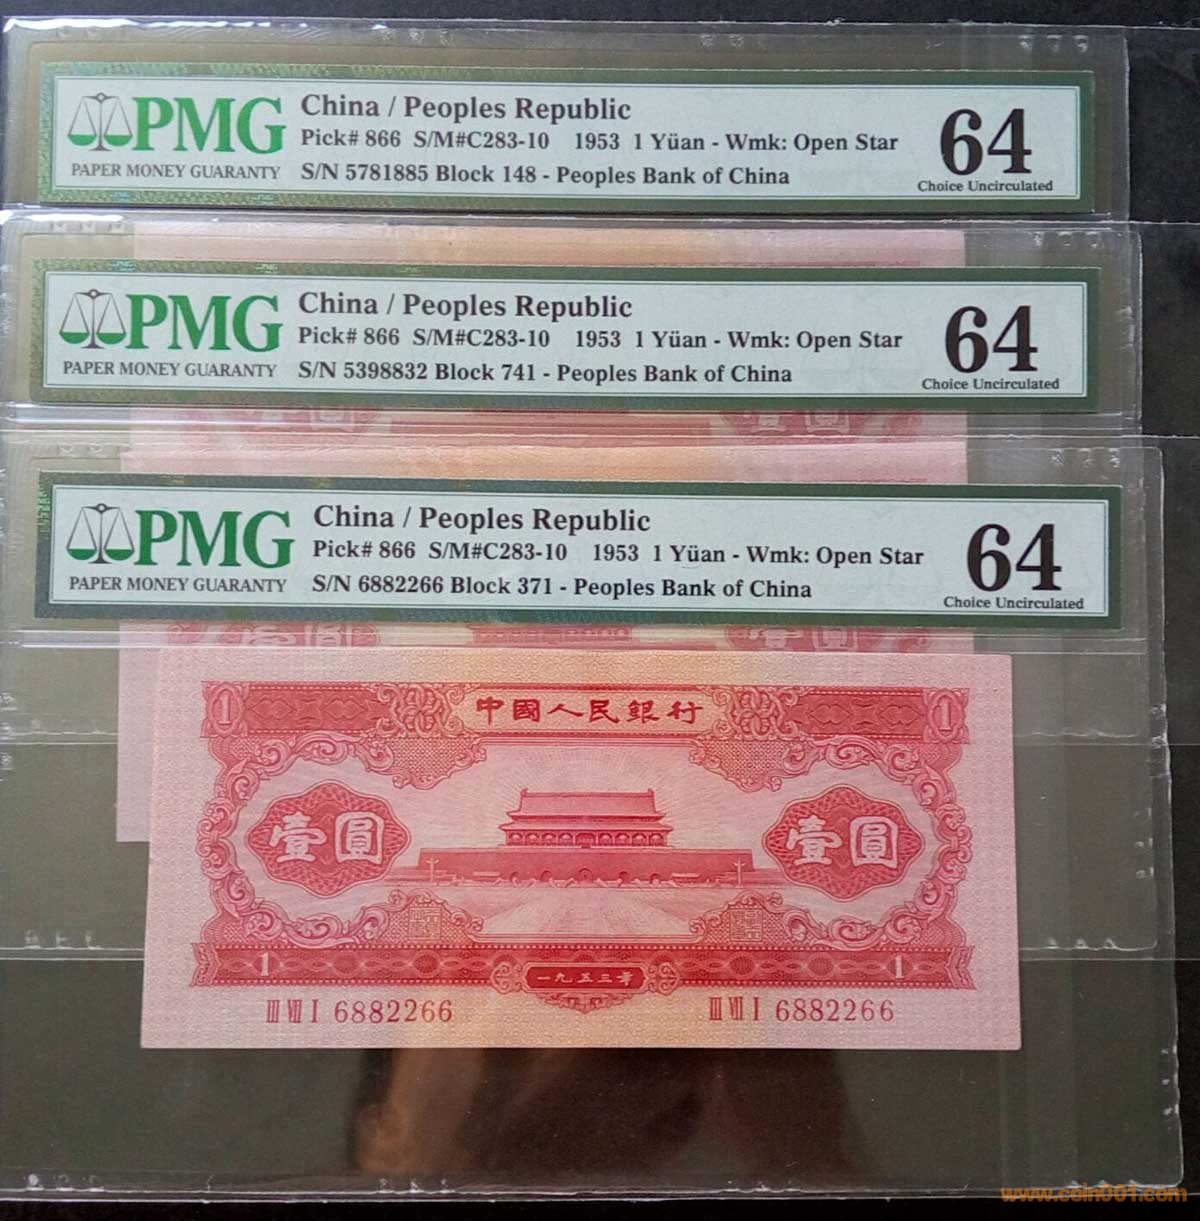 PMG
PAPER MONEY GUARANTY
China / Peoples Republic
Pick# 866 S/M#C283-10 1953 1 Yüan - Wmk: Open Star
S/N 5781885 Block 148 - Peoples Bank of China
64
Choice Uncirculated
PMG
PAPER MONEY GUARANTY
China / Peoples Republic
Pick# 866 S/M#C283-10 1953 1 Yüan - Wmk: Open Star
S/N 5398832 Block 741 - Peoples Bank of China
64
Choice Uncirculated
PMG
PAPER MONEY GUARANTY
China / Peoples Republic
Pick# 866 S/M#C283-10 1953 1 Yüan - Wmk: Open Star
S/N 6882266 Block 371 - Peoples Bank of China
64
Choice Uncirculated
1 中國人民銀行 1
壹圓 壹圓
1 一九五三年 1
III VII I 6882266 III VII I 6882266
www.coin001.com